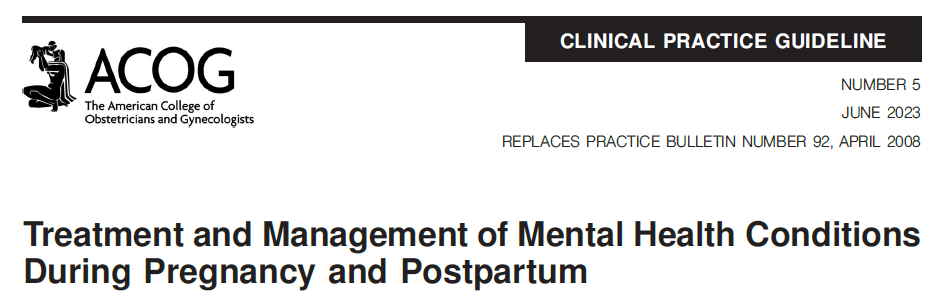 ACOG
The American College of
Obstetricians and Gynecologists
CLINICAL PRACTICE GUIDELINE
NUMBER 5
JUNE 2023
REPLACES PRACTICE BULLETIN NUMBER 92, APRIL 2008
Treatment and Management of Mental Health Conditions
During Pregnancy and Postpartum